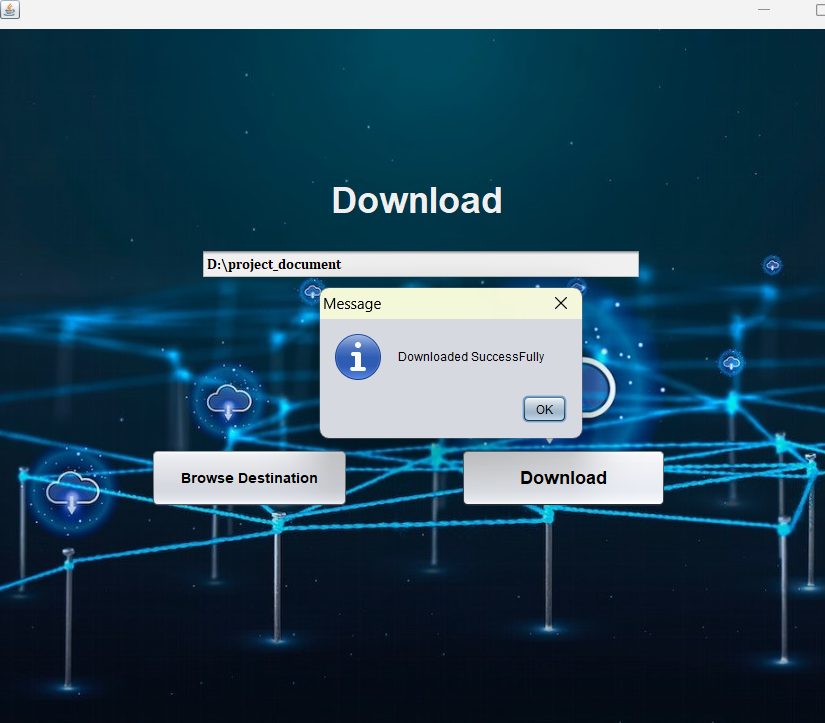 Download
D:\project_document
Message
Downloaded SuccessFully
OK
Browse Destination
Download